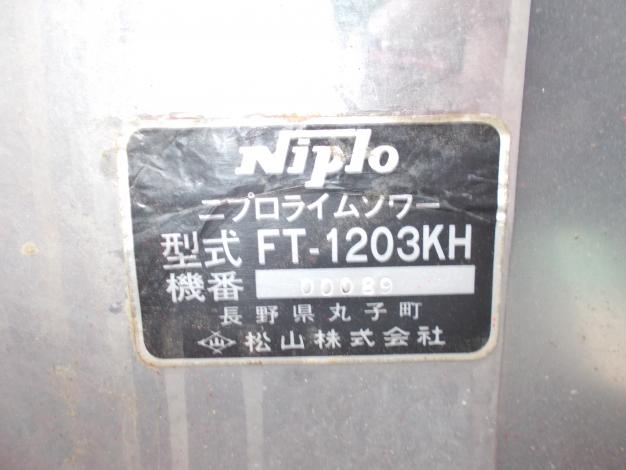 Niplo
ニプロライムソワー
型式 FT-1203KH
機番 00089
長野県丸子町
松山株式会社